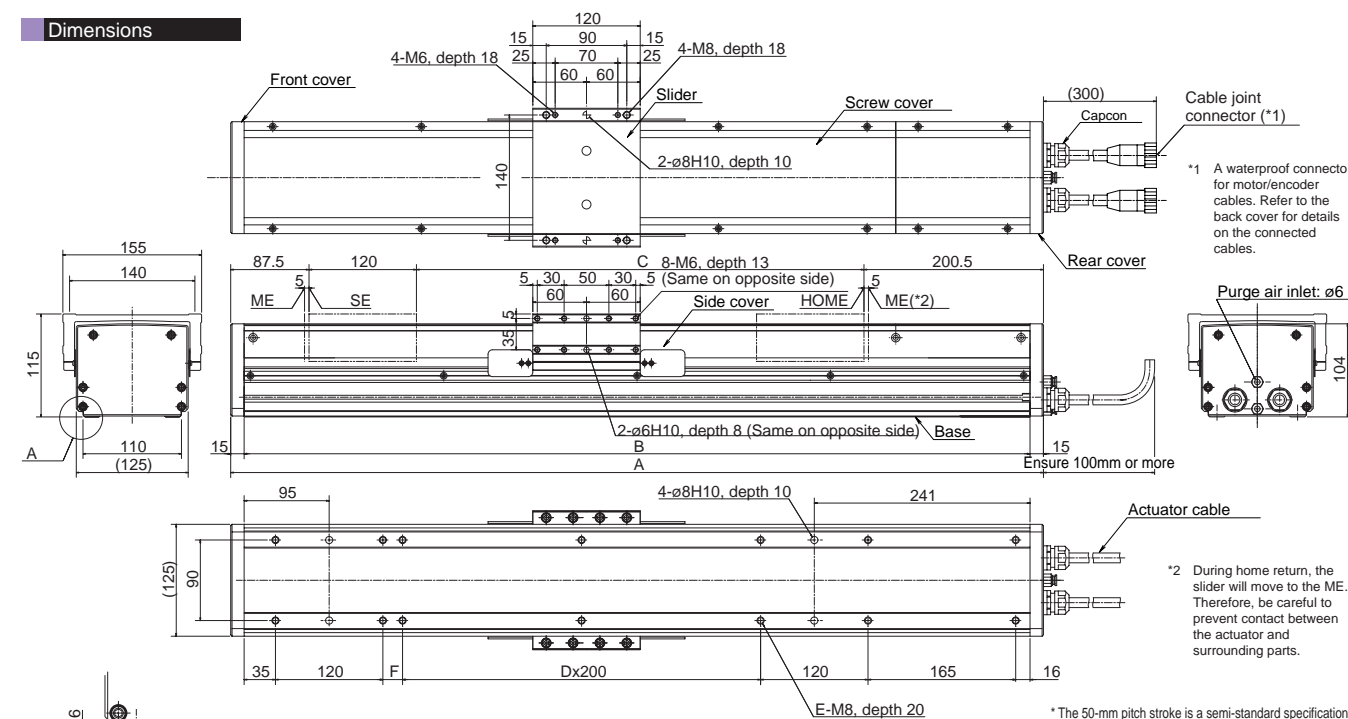 Dimensions
120
15 90 15
4-M6, depth 18
25 70 25
4-M8, depth 18
60 60
Front cover
Slider
Screw cover
(300)
Capcon
Cable joint
connector (*1)
2-ø8H10, depth 10
140
*1 A waterproof connecto
for motor/encoder
cables. Refer to the
back cover for details
on the connected
cables.
Rear cover
155
140
87.5 120 C 200.5
8-M6, depth 13
(Same on opposite side)
5 5 30 50 30 5 5
ME SE 60 60 HOME ME(*2)
Side cover
Purge air inlet: ø6
5
35
115
104
2-ø6H10, depth 8 (Same on opposite side)
Base
A
110
(125)
15 B 15
A
Ensure 100mm or more
95
4-ø8H10, depth 10
241
Actuator cable
(125)
90
*2 During home return, the
slider will move to the ME.
Therefore, be careful to
prevent contact between
the actuator and
surrounding parts.
35 120 F Dx200 120 165 16
E-M8, depth 20
6
* The 50-mm pitch stroke is a semi-standard specification